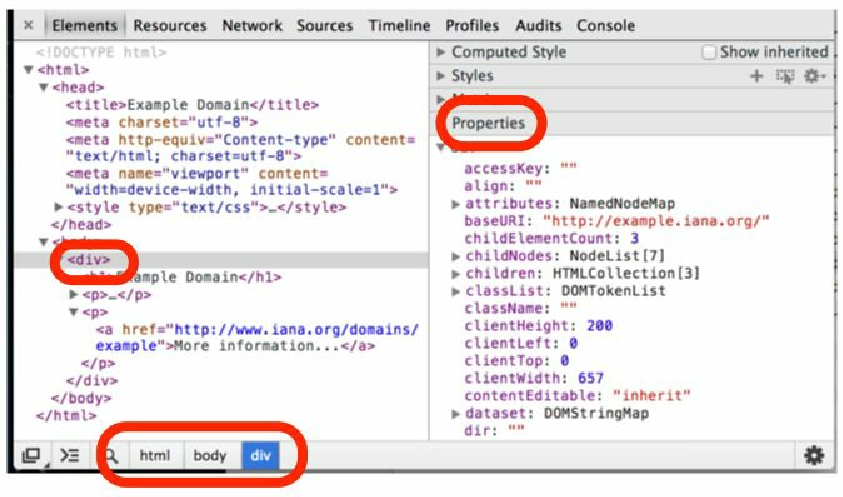 × Elements Resources Network Sources Timeline Profiles Audits Console
<!DOCTYPE html>
▼<html>
▼<head>
<title>Example Domain</title>
<meta charset="utf-8">
<meta http-equiv="Content-type" content=
"text/html; charset=utf-8">
<meta name="viewport" content=
"width=device-width, initial-scale=1">
▶<style type="text/css">…</style>
</head>
▼<body
<div>
Example Domain</h1>
▶<p>…</p>
▼<p>
<a href="http://www.iana.org/domains/
example">More information...</a>
</p>
</div>
</body>
</html>
▶ Computed Style Show inherited
▶ Styles
Properties
accessKey: ""
align: ""
▶ attributes: NamedNodeMap
baseURI: "http://example.iana.org/"
childElementCount: 3
▶ childNodes: NodeList[7]
▶ children: HTMLCollection[3]
▶ classList: DOMTokenList
className: ""
clientHeight: 200
clientLeft: 0
clientTop: 0
clientWidth: 657
contentEditable: "inherit"
▶ dataset: DOMStringMap
dir: ""
html body div